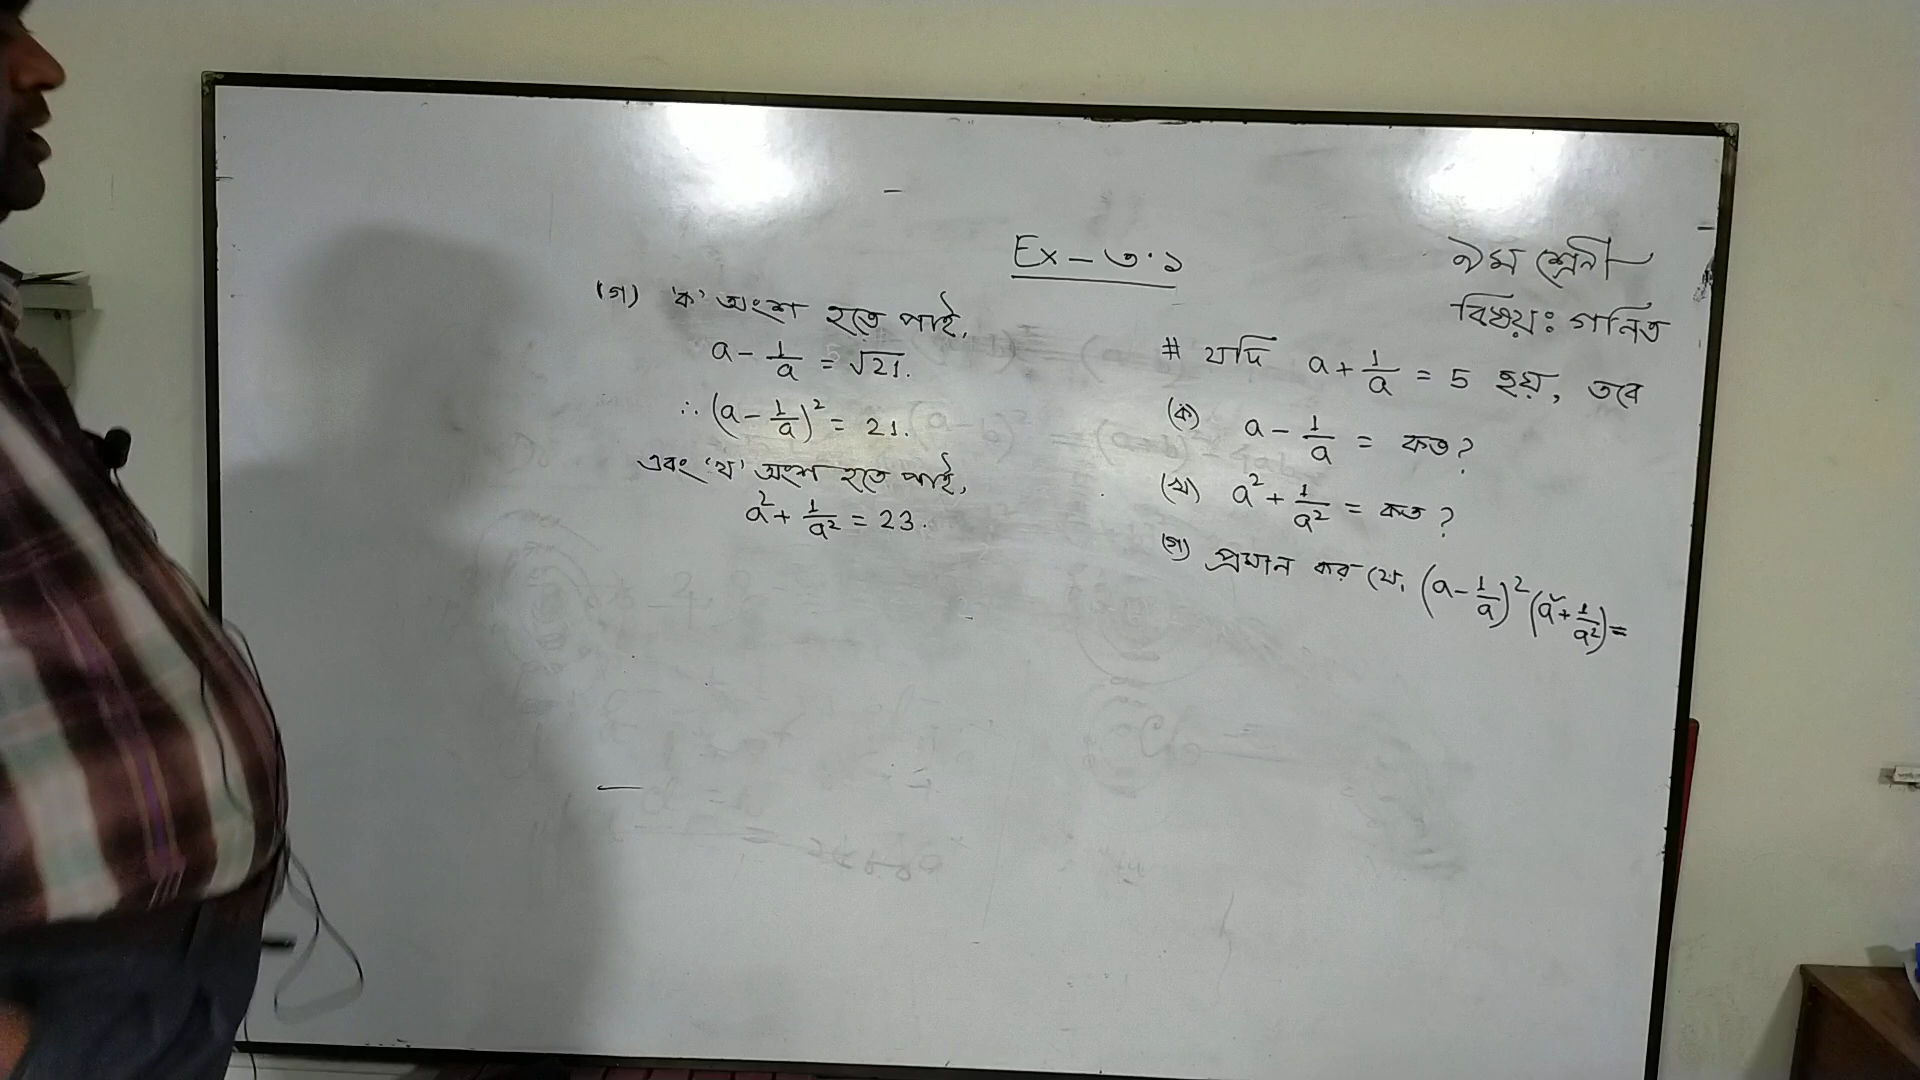 Ex – ৩.১
৯ম শ্রেনী
বিষয়ঃ গনিত
# যদি a + 1/a = 5 হয়, তবে
(ক) a – 1/a = কত?
(খ) a² + 1/a² = কত?
(গ) প্রমান কর যে, (a – 1/a)² (a² + 1/a²) =
(গ) 'ক' অংশ হতে পাই,
a – 1/a = √21.
∴ (a – 1/a)² = 21.
এবং 'খ' অংশ হতে পাই,
a² + 1/a² = 23.